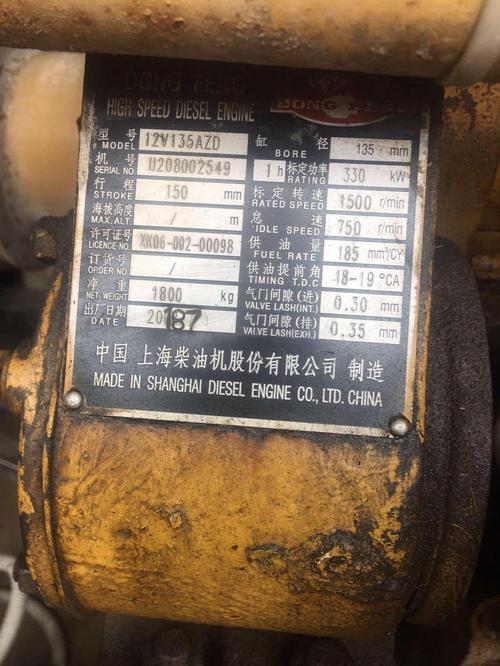 DONG FENG
HIGH SPEED DIESEL ENGINE
DONG FENG
型号 MODEL 12V135AZD
机号 SERIAL NO U208002549
行程 STROKE 150 mm
海拔高度 MAX. ALT / m
许可证号 LICENCE NO XK06-002-00098
订货号 ORDER NO /
净重 NET WEIGHT 1800 kg
出厂日期 DATE
187
缸径 BORE 135 mm
1h 标定功率 RATING 330 kW
标定转速 RATED SPEED 1500 r/min
怠速 IDLE SPEED 750 r/min
供油量 FUEL RATE 185 mm³/CY
供油提前角 TIMING T.D.C 18-19 °CA
气门间隙(进) VALVE LASH(INT.) 0.30 mm
气门间隙(排) VALVE LASH(EXH.) 0.35 mm
中国 上海柴油机股份有限公司 制造
MADE IN SHANGHAI DIESEL ENGINE CO., LTD. CHINA